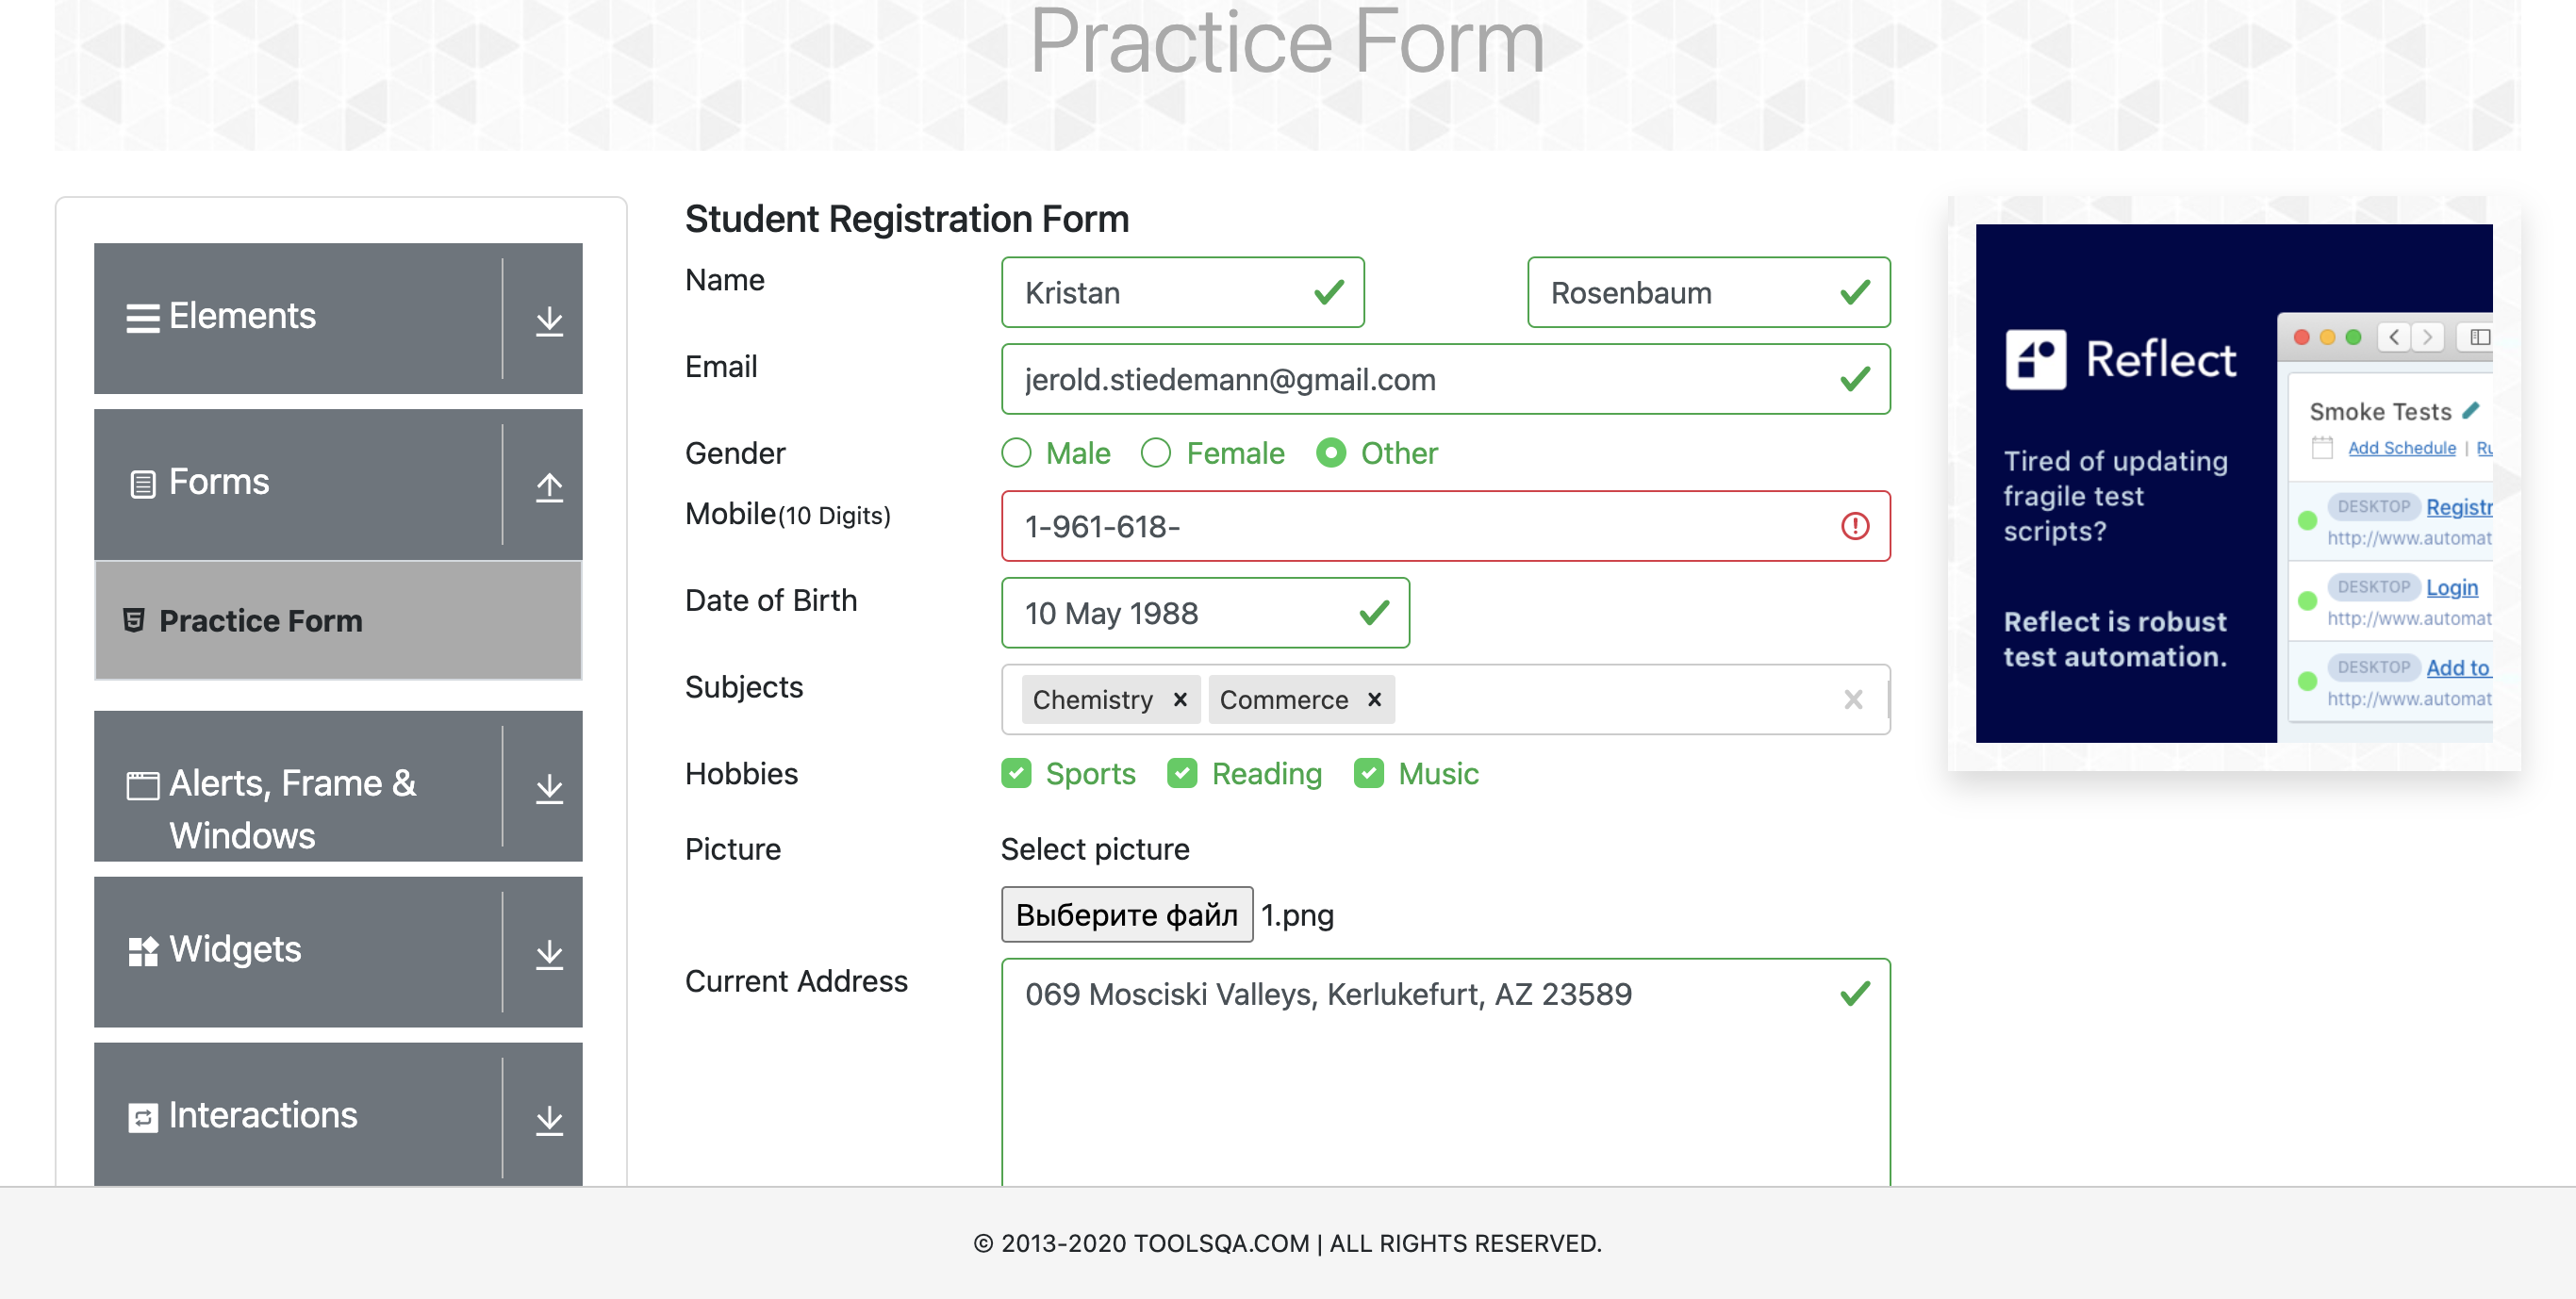 Practice Form
Elements
Forms
Practice Form
Alerts, Frame &
Windows
Widgets
Interactions
Student Registration Form
Name
Kristan
Rosenbaum
Email
jerold.stiedemann@gmail.com
Gender
Male
Female
Other
Mobile(10 Digits)
1-961-618-
Date of Birth
10 May 1988
Subjects
Chemistry
Commerce
Hobbies
Sports
Reading
Music
Picture
Select picture
Выберите файл 1.png
Current Address
069 Mosciski Valleys, Kerlukefurt, AZ 23589
Reflect
Tired of updating
fragile test
scripts?
Reflect is robust
test automation.
Smoke Tests
Add Schedule | Ru
DESKTOP Registr
http://www.automat
DESKTOP Login
http://www.automat
DESKTOP Add to
http://www.automat
© 2013-2020 TOOLSQA.COM | ALL RIGHTS RESERVED.